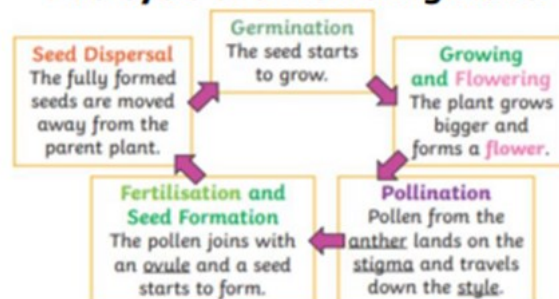 Germination
The seed starts
to grow.
Growing
and Flowering
The plant grows
bigger and
forms a flower.
Pollination
Pollen from the
anther lands on the
stigma and travels
down the style.
Fertilisation and
Seed Formation
The pollen joins with
an ovule and a seed
starts to form.
Seed Dispersal
The fully formed
seeds are moved
away from the
parent plant.